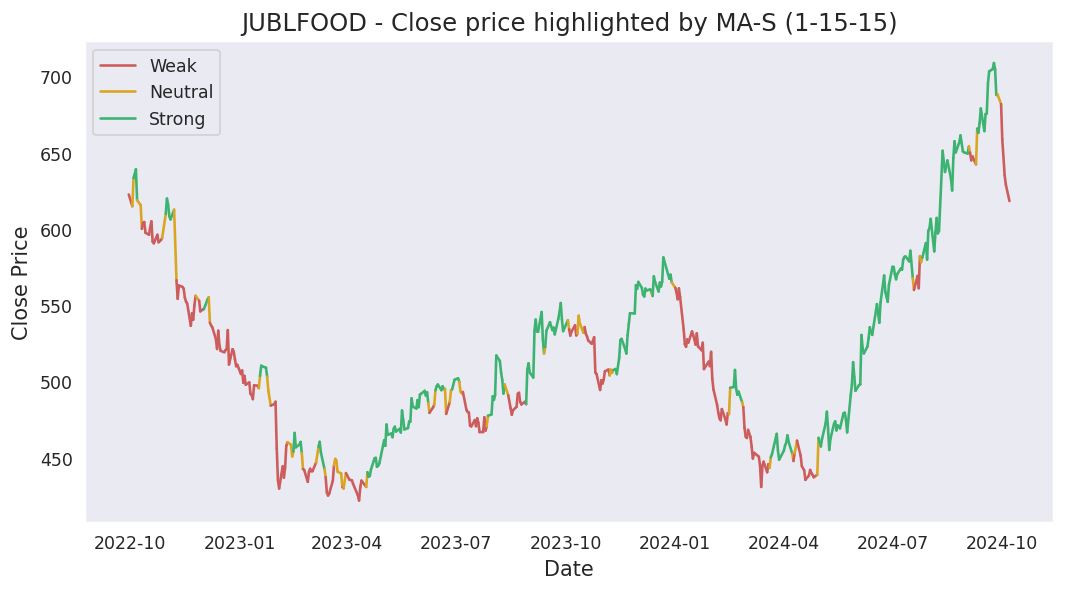 JUBLFOOD - Close price highlighted by MA-S (1-15-15)
Weak
Neutral
Strong
Close Price
700
650
600
550
500
450
2022-10 2023-01 2023-04 2023-07 2023-10 2024-01 2024-04 2024-07 2024-10
Date